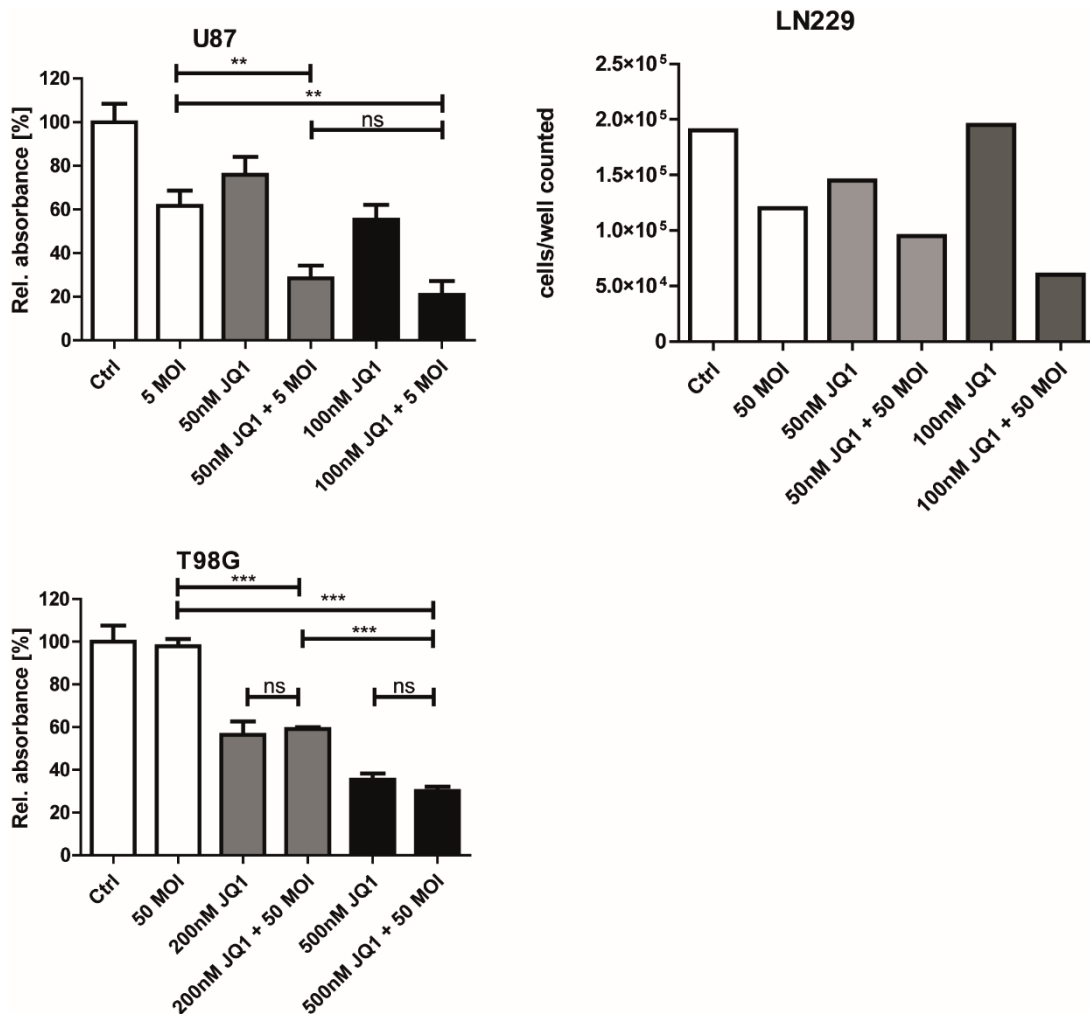 U87
**
**
ns
Rel. absorbance [%]
120
100
80
60
40
20
0
Ctrl
5 MOI
50nM JQ1
50nM JQ1 + 5 MOI
100nM JQ1
100nM JQ1 + 5 MOI
LN229
cells/well counted
2.5×10⁵
2.0×10⁵
1.5×10⁵
1.0×10⁵
5.0×10⁴
0
Ctrl
50 MOI
50nM JQ1
50nM JQ1 + 50 MOI
100nM JQ1
100nM JQ1 + 50 MOI
T98G
***
***
***
ns
ns
Rel. absorbance [%]
120
100
80
60
40
20
0
Ctrl
50 MOI
200nM JQ1
200nM JQ1 + 50 MOI
500nM JQ1
500nM JQ1 + 50 MOI